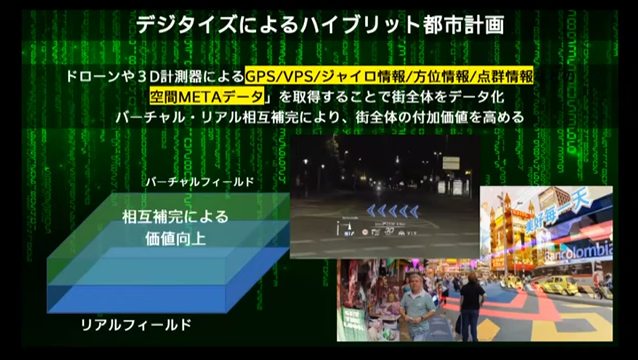 デジタイズによるハイブリット都市計画
ドローンや３D計測器によるGPS/VPS/ジャイロ情報/方位情報/点群情報
空間METAデータ」を取得することで街全体をデータ化
バーチャル・リアル相互補完により、街全体の付加価値を高める
バーチャルフィールド
相互補完による
価値向上
リアルフィールド
美好每一天
Bancolombia